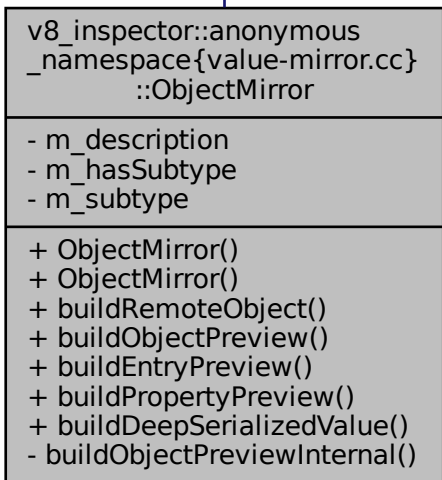 v8_inspector::anonymous
_namespace{value-mirror.cc}
::ObjectMirror
- m_description
- m_hasSubtype
- m_subtype
+ ObjectMirror()
+ ObjectMirror()
+ buildRemoteObject()
+ buildObjectPreview()
+ buildEntryPreview()
+ buildPropertyPreview()
+ buildDeepSerializedValue()
- buildObjectPreviewInternal()